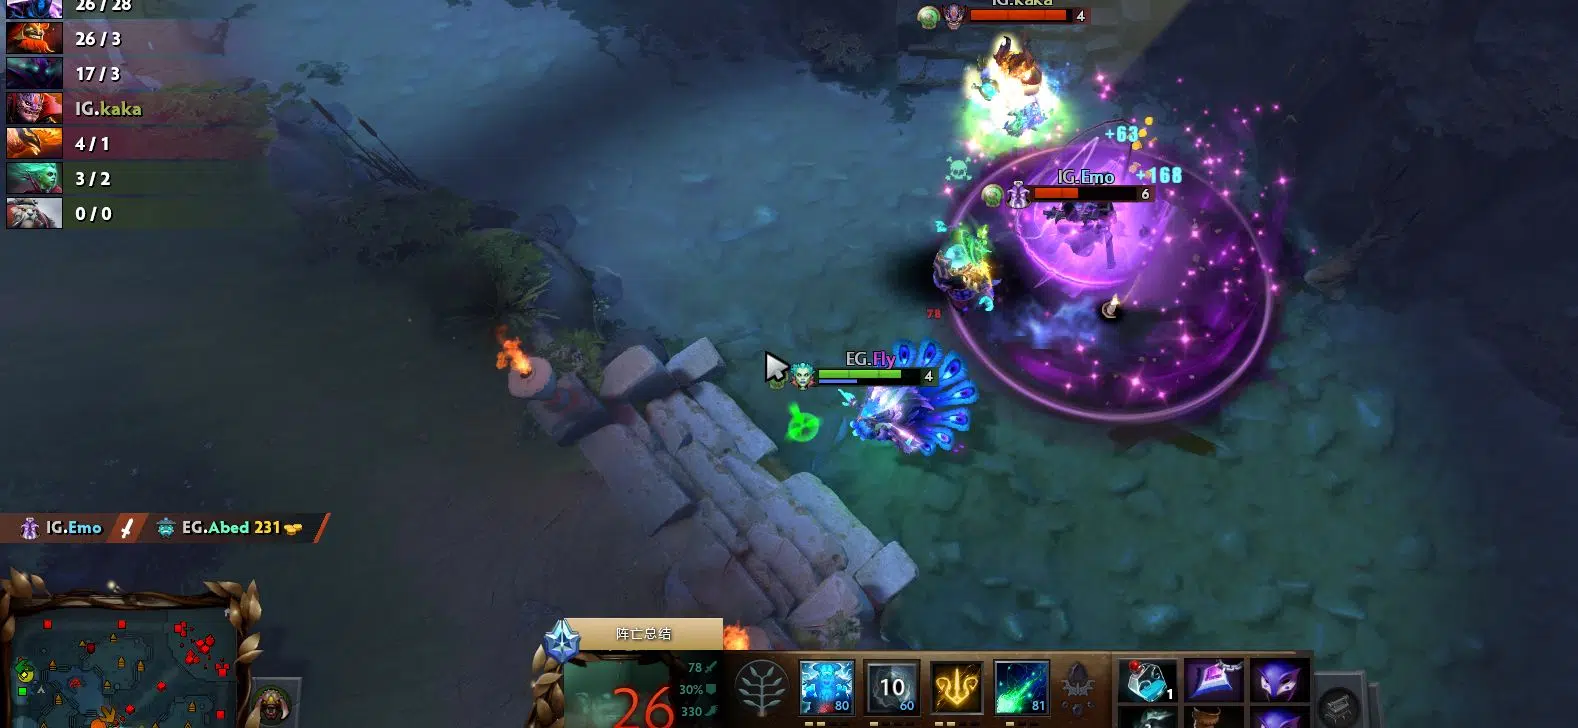 26 / 28
26 / 3
17 / 3
IG.kaka
4 / 1
3 / 2
0 / 0
IG.kaka
4
+63
+168
IG.Emo
6
78
EG.Fly
4
IG.Emo EG.Abed 231
阵亡总结
26
78
30%
330
80
10
60
81
1